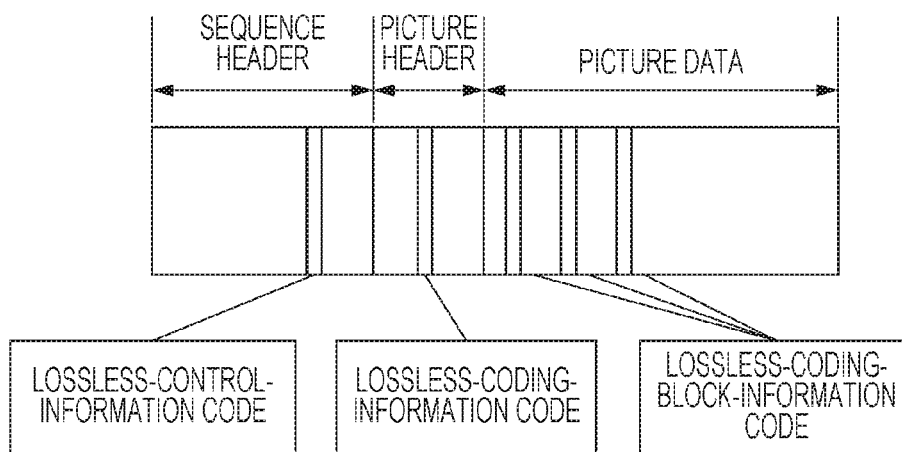 SEQUENCE
HEADER
PICTURE
HEADER
PICTURE DATA
LOSSLESS-CONTROL-
INFORMATION CODE
LOSSLESS-CODING-
INFORMATION CODE
LOSSLESS-CODING-
BLOCK-INFORMATION
CODE